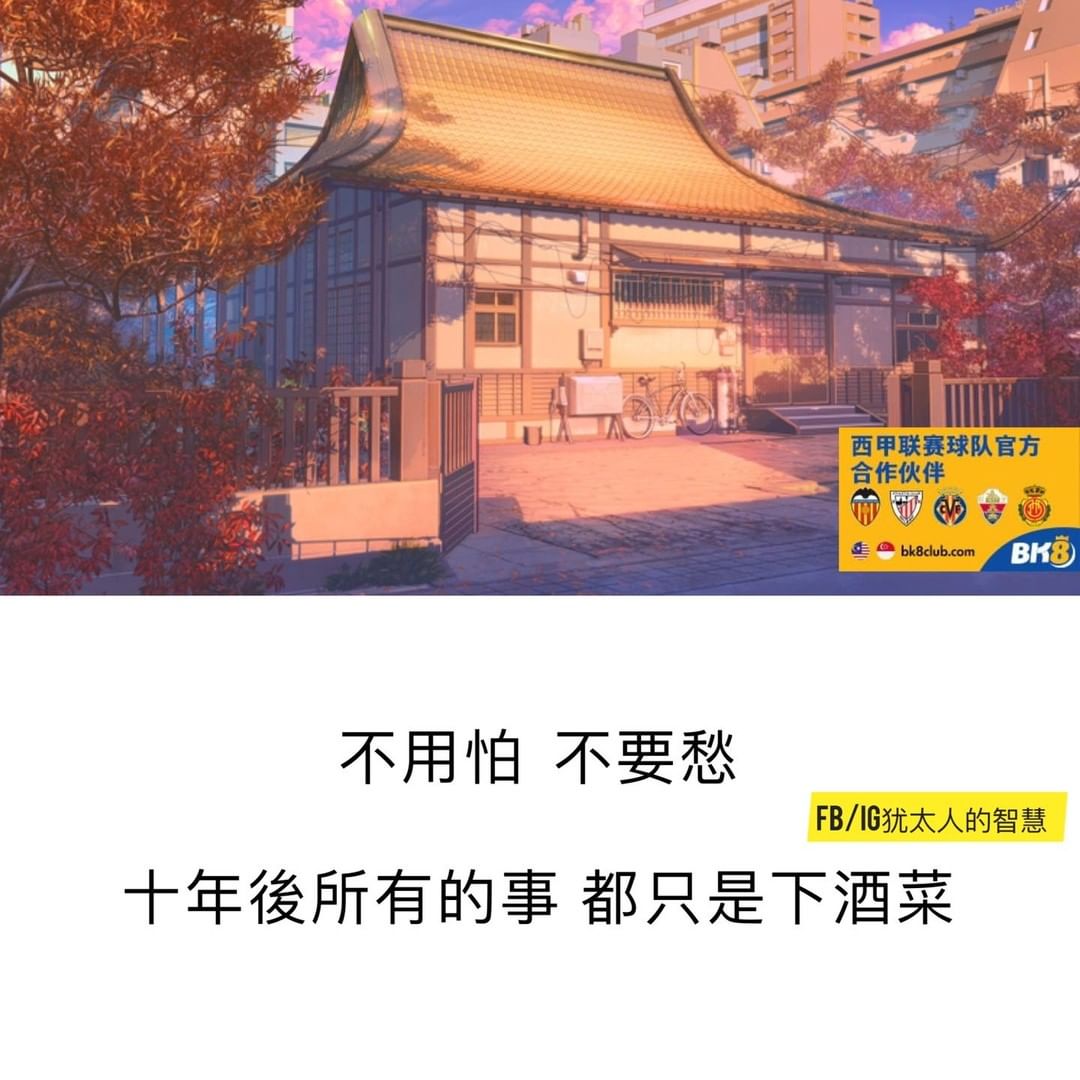 西甲联赛球队官方
合作伙伴
bk8club.com
BK8
不用怕 不要愁
FB/IG犹太人的智慧
十年後所有的事 都只是下酒菜